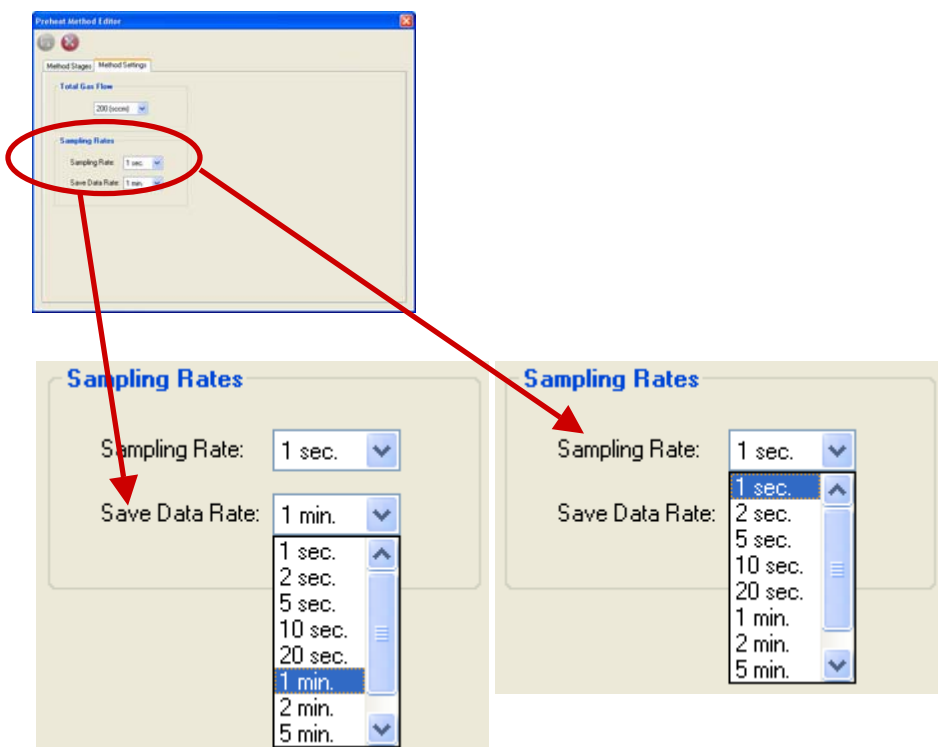 Preheat Method Editor
Method Stages Method Settings
Total Gas Flow
200 (sccm)
Sampling Rates
Sampling Rate: 1 sec.
Save Data Rate: 1 min.
Sampling Rates
Sampling Rate: 1 sec.
Save Data Rate: 1 min.
1 sec.
2 sec.
5 sec.
10 sec.
20 sec.
1 min.
2 min.
5 min.
Sampling Rates
Sampling Rate: 1 sec.
Save Data Rate:
1 sec.
2 sec.
5 sec.
10 sec.
20 sec.
1 min.
2 min.
5 min.